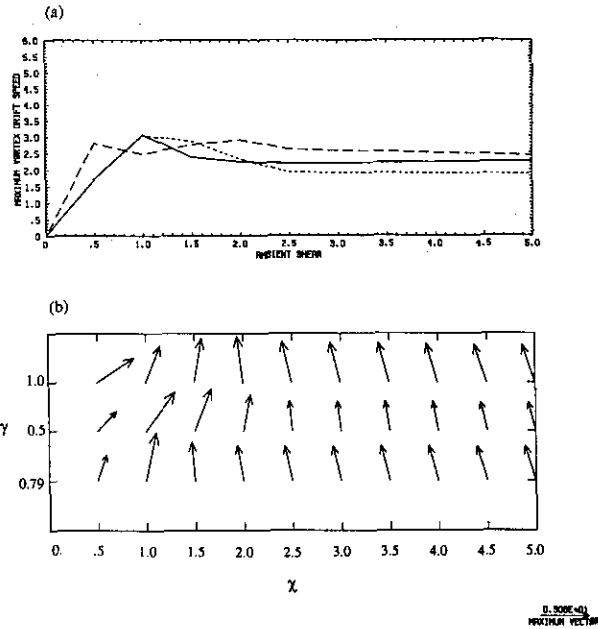 (a)
MAXIMUM VORTEX DRIFT SPEED
6.0
5.5
5.0
4.5
4.0
3.5
3.0
2.5
2.0
1.5
1.0
.5
0
0 .5 1.0 1.5 2.0 2.5 3.0 3.5 4.0 4.5 5.0
AMBIENT SHEAR
(b)
γ
1.0
0.5
0.79
0. .5 1.0 1.5 2.0 2.5 3.0 3.5 4.0 4.5 5.0
χ
0.308E+01
MAXIMUM VECTOR